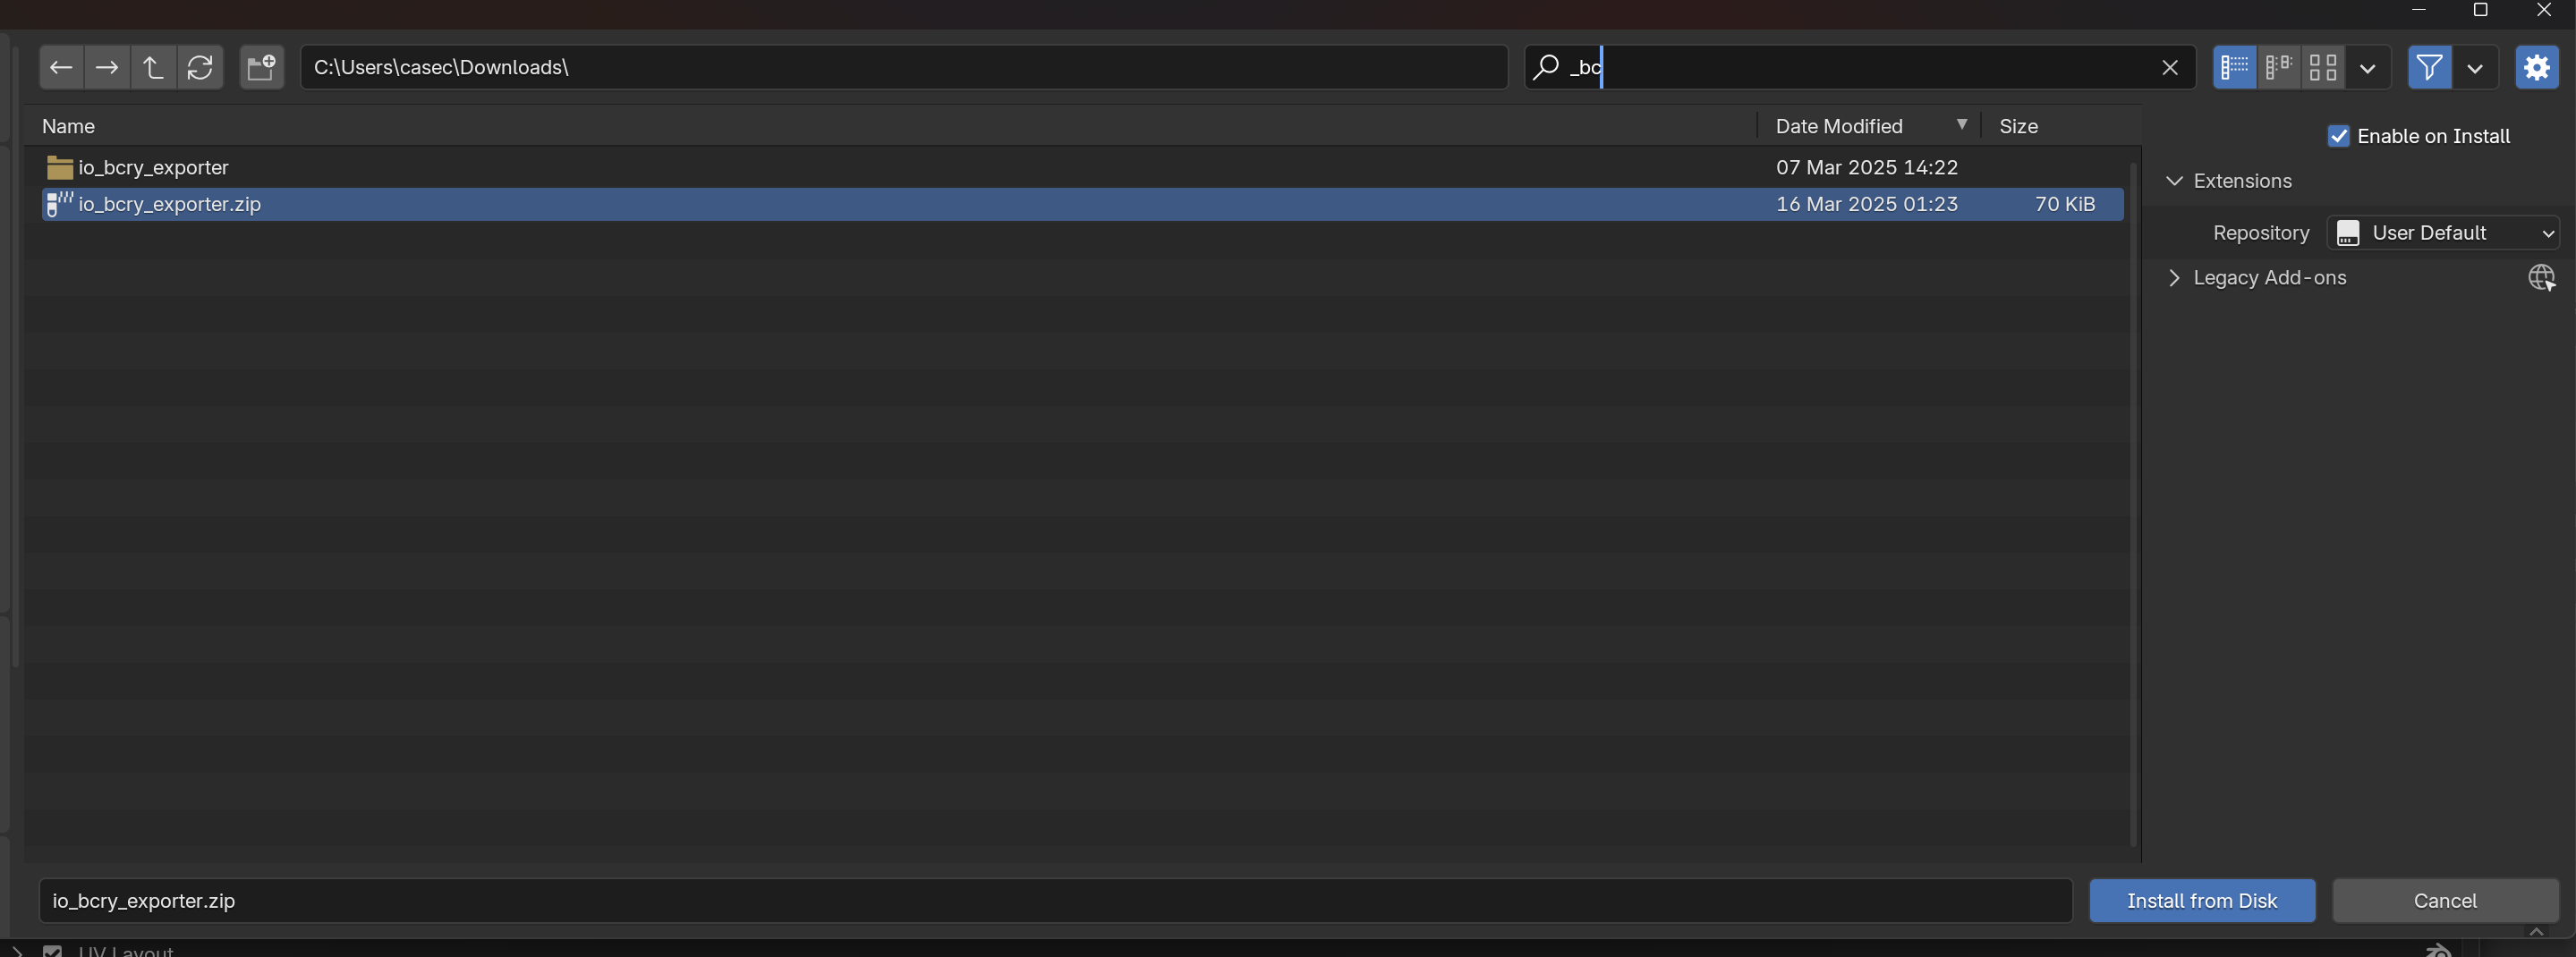 C:\Users\casec\Downloads\
_bc
Name
Date Modified
Size
Enable on Install
io_bcry_exporter
07 Mar 2025 14:22
Extensions
io_bcry_exporter.zip
16 Mar 2025 01:23
70 KiB
Repository
User Default
Legacy Add-ons
io_bcry_exporter.zip
Install from Disk
Cancel
UV Layout